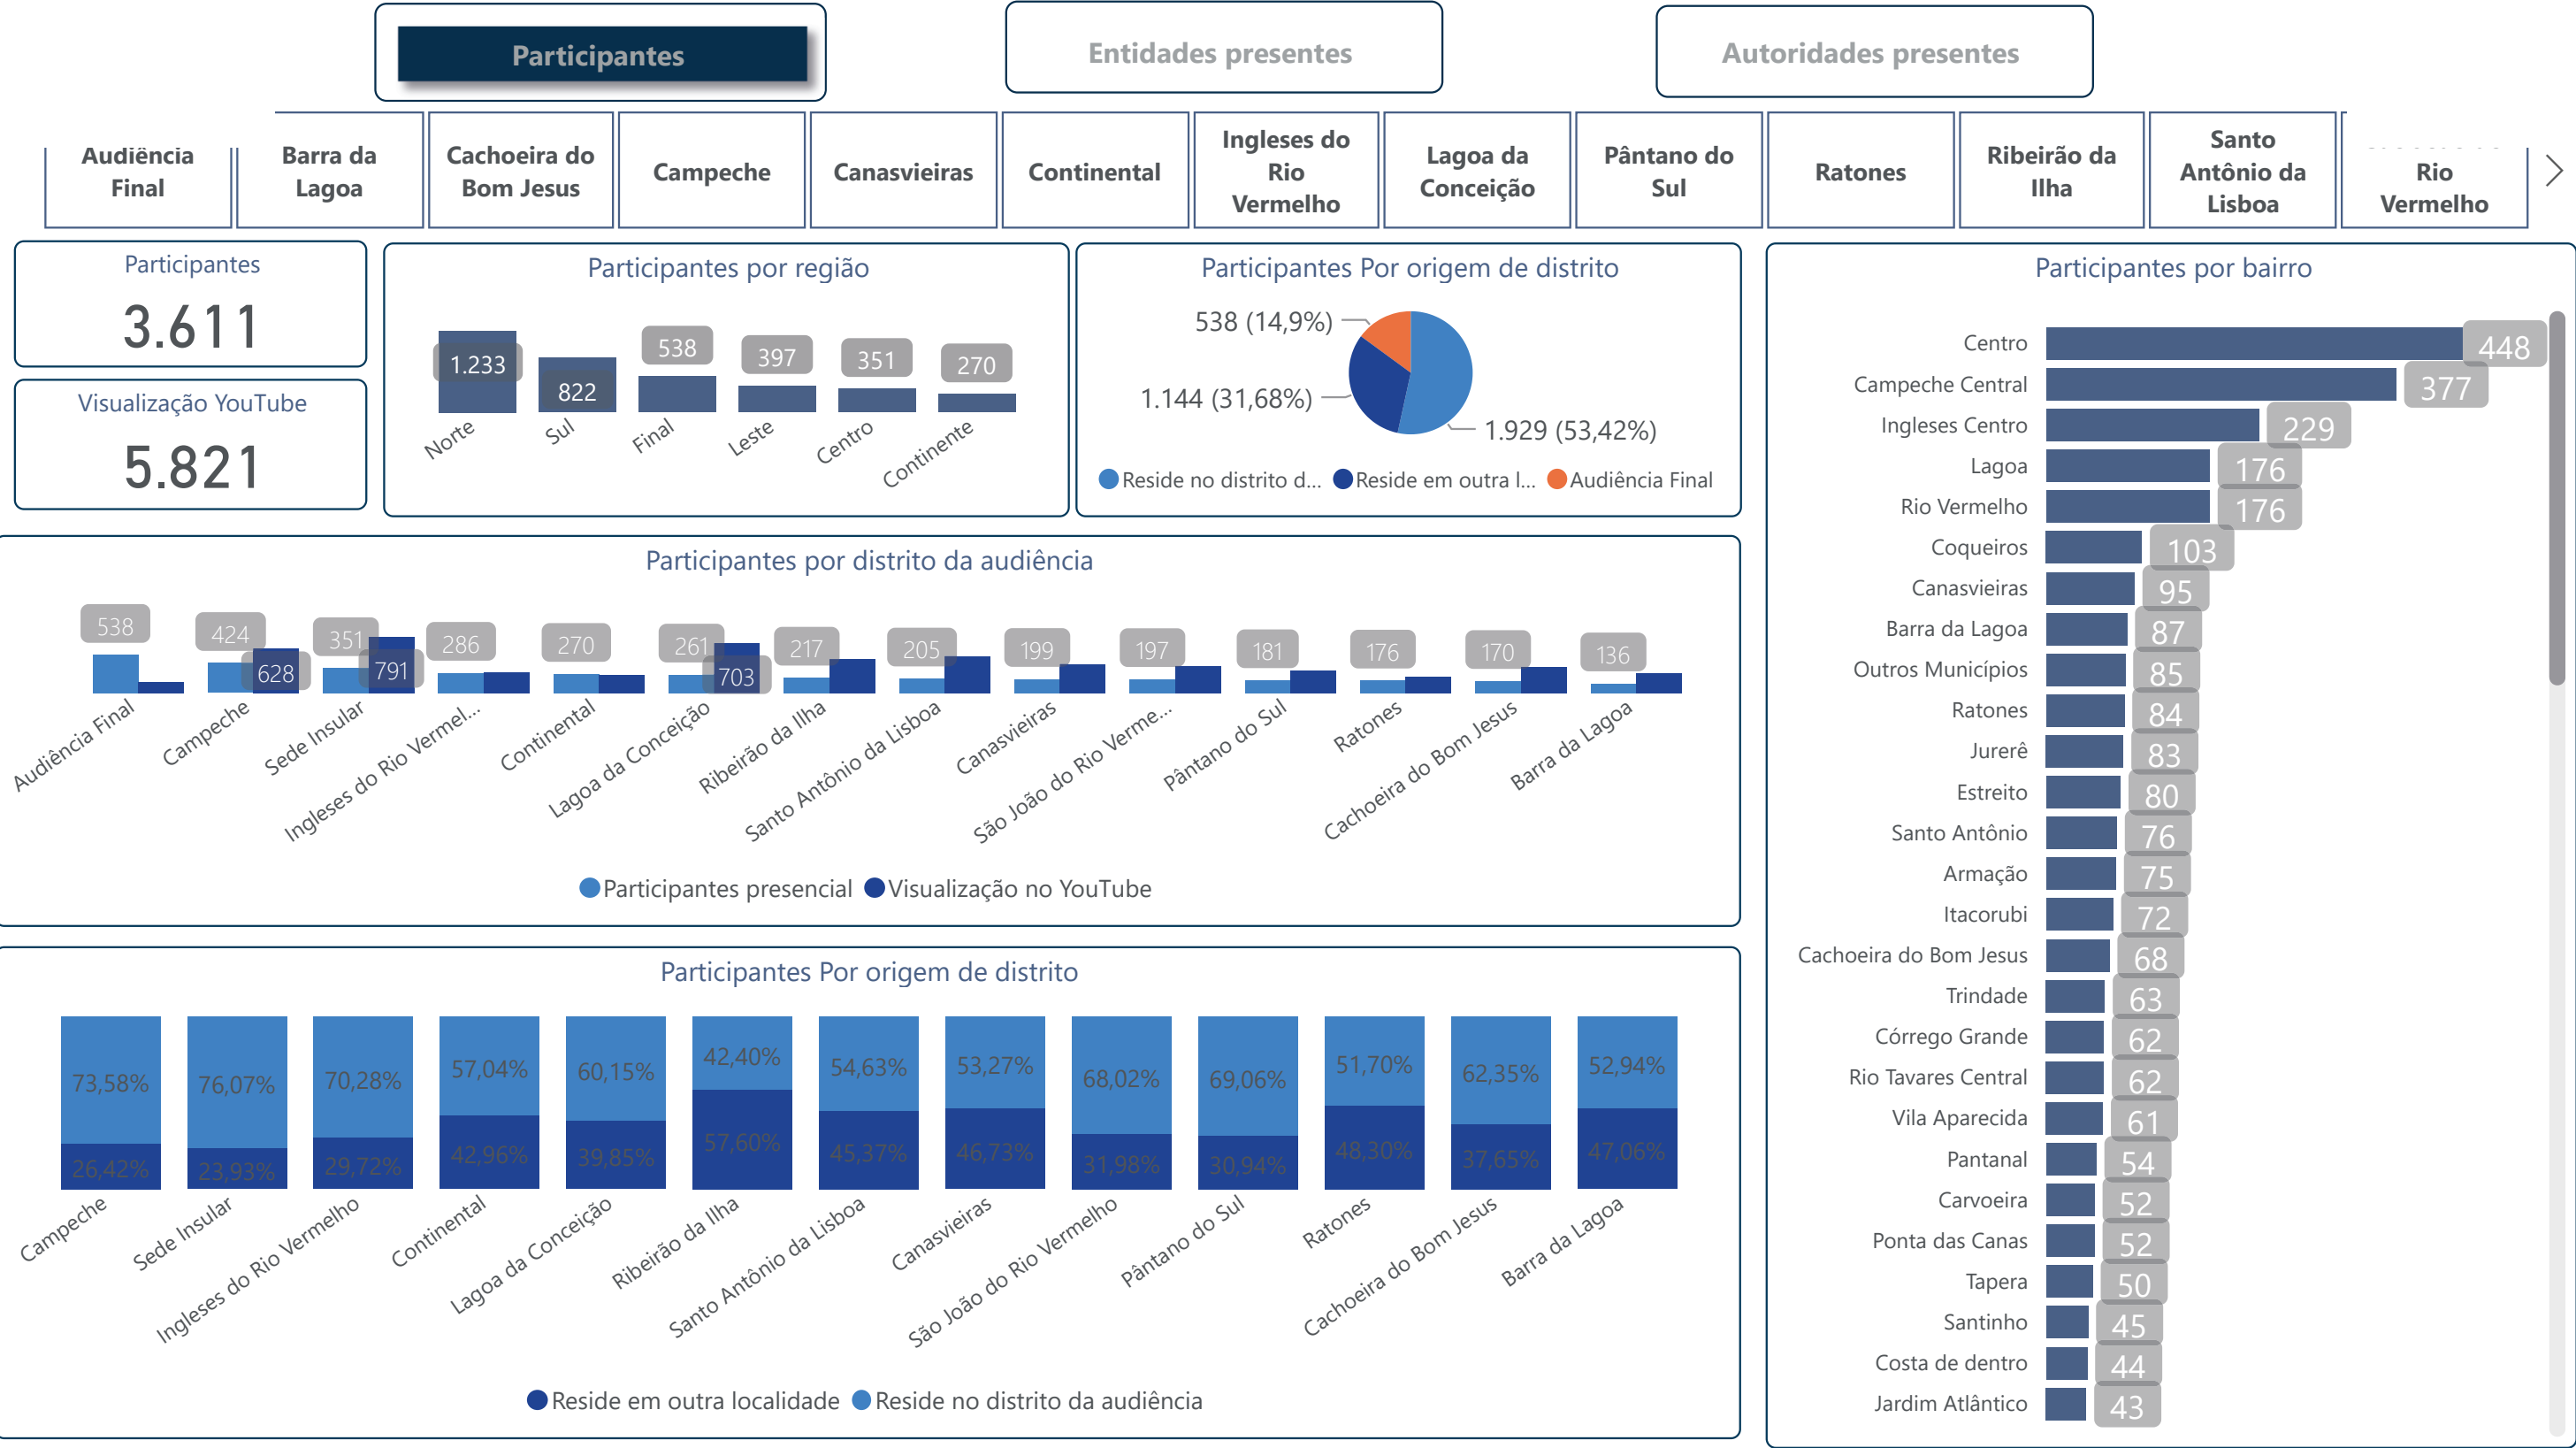 Participantes
Entidades presentes
Autoridades presentes
Audiência
Final
Barra da
Lagoa
Cachoeira do
Bom Jesus
Campeche
Canasvieiras
Continental
Ingleses do
Rio
Vermelho
Lagoa da
Conceição
Pântano do
Sul
Ratones
Ribeirão da
Ilha
Santo
Antônio da
Lisboa
Rio
Vermelho
Participantes
3.611
Visualização YouTube
5.821
Participantes por região
1.233
822
538
397
351
270
Norte
Sul
Final
Leste
Centro
Continente
Participantes Por origem de distrito
538 (14,9%)
1.144 (31,68%)
1.929 (53,42%)
Reside no distrito d...
Reside em outra l...
Audiência Final
Participantes por distrito da audiência
538
424
628
351
791
286
270
261
703
217
205
199
197
181
176
170
136
Audiência Final
Campeche
Sede Insular
Ingleses do Rio Vermel...
Continental
Lagoa da Conceição
Ribeirão da Ilha
Santo Antônio da Lisboa
Canasvieiras
São João do Rio Verme...
Pântano do Sul
Ratones
Cachoeira do Bom Jesus
Barra da Lagoa
Participantes presencial
Visualização no YouTube
Participantes Por origem de distrito
73,58%
76,07%
70,28%
57,04%
60,15%
42,40%
54,63%
53,27%
68,02%
69,06%
51,70%
62,35%
52,94%
26,42%
23,93%
29,72%
42,96%
39,85%
57,60%
45,37%
46,73%
31,98%
30,94%
48,30%
37,65%
47,06%
Campeche
Sede Insular
Ingleses do Rio Vermelho
Continental
Lagoa da Conceição
Ribeirão da Ilha
Santo Antônio da Lisboa
Canasvieiras
São João do Rio Vermelho
Pântano do Sul
Ratones
Cachoeira do Bom Jesus
Barra da Lagoa
Reside em outra localidade
Reside no distrito da audiência
Participantes por bairro
Centro 448
Campeche Central 377
Ingleses Centro 229
Lagoa 176
Rio Vermelho 176
Coqueiros 103
Canasvieiras 95
Barra da Lagoa 87
Outros Municípios 85
Ratones 84
Jurerê 83
Estreito 80
Santo Antônio 76
Armação 75
Itacorubi 72
Cachoeira do Bom Jesus 68
Trindade 63
Córrego Grande 62
Rio Tavares Central 62
Vila Aparecida 61
Pantanal 54
Carvoeira 52
Ponta das Canas 52
Tapera 50
Santinho 45
Costa de dentro 44
Jardim Atlântico 43